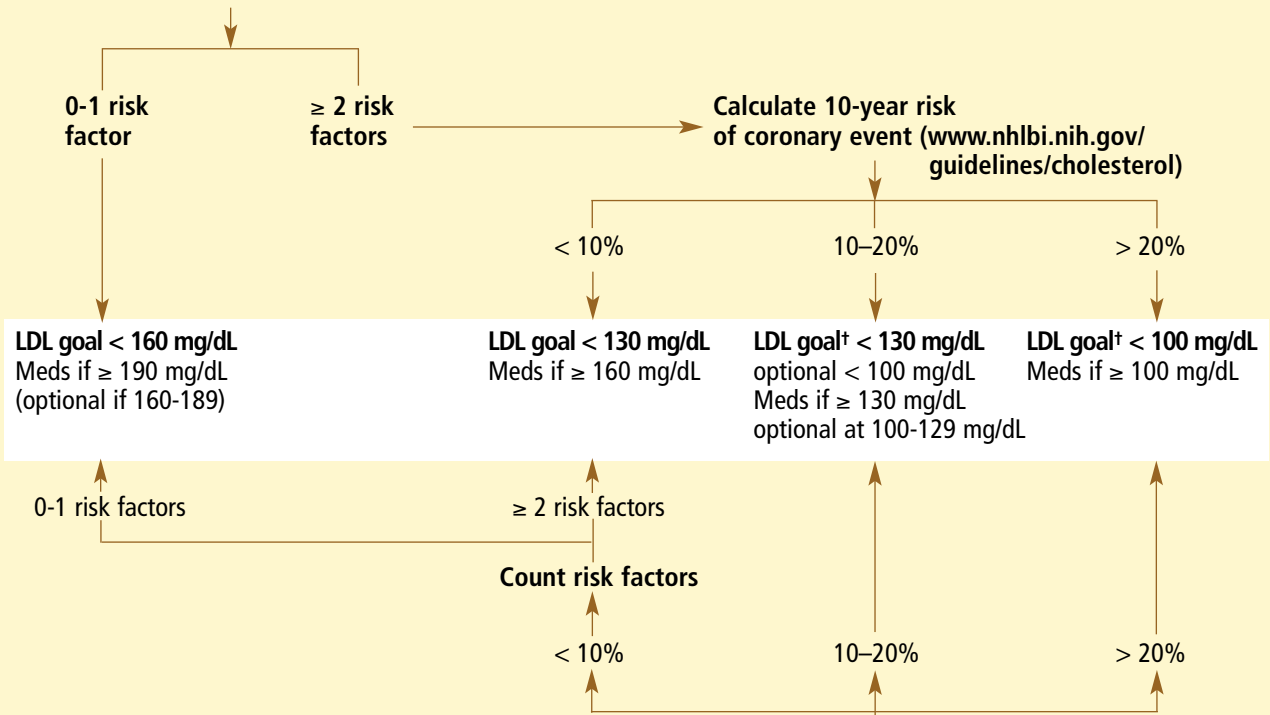 0-1 risk
factor
≥ 2 risk
factors
Calculate 10-year risk
of coronary event (www.nhlbi.nih.gov/
guidelines/cholesterol)
< 10%
10–20%
> 20%
LDL goal < 160 mg/dL
Meds if ≥ 190 mg/dL
(optional if 160-189)
LDL goal < 130 mg/dL
Meds if ≥ 160 mg/dL
LDL goal† < 130 mg/dL
optional < 100 mg/dL
Meds if ≥ 130 mg/dL
optional at 100-129 mg/dL
LDL goal† < 100 mg/dL
Meds if ≥ 100 mg/dL
0-1 risk factors
≥ 2 risk factors
Count risk factors
< 10%
10–20%
> 20%